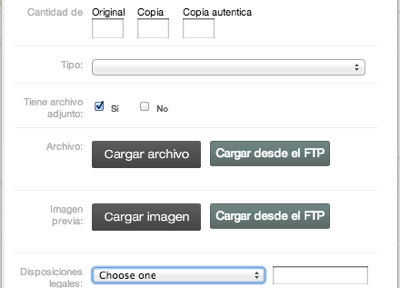 Cantidad de Original Copia Copia autentica
Tipo:
Tiene archivo
adjunto: Sí No
Archivo: Cargar archivo Cargar desde el FTP
Imagen
previa: Cargar imagen Cargar desde el FTP
Disposiciones
legales: Choose one